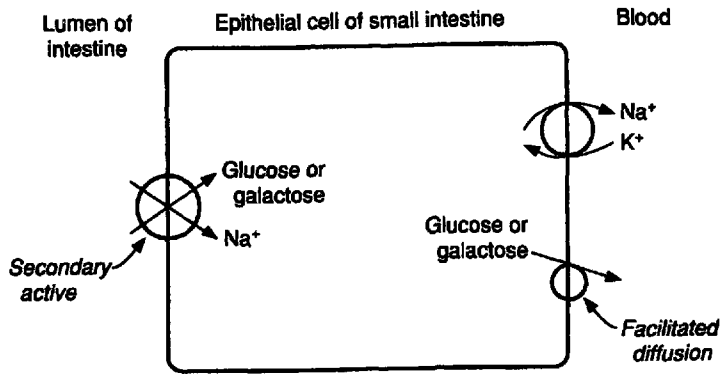 Lumen of
intestine
Epithelial cell of small intestine
Blood
Na⁺
K⁺
Glucose or
galactose
Na⁺
Secondary
active
Glucose or
galactose
Facilitated
diffusion